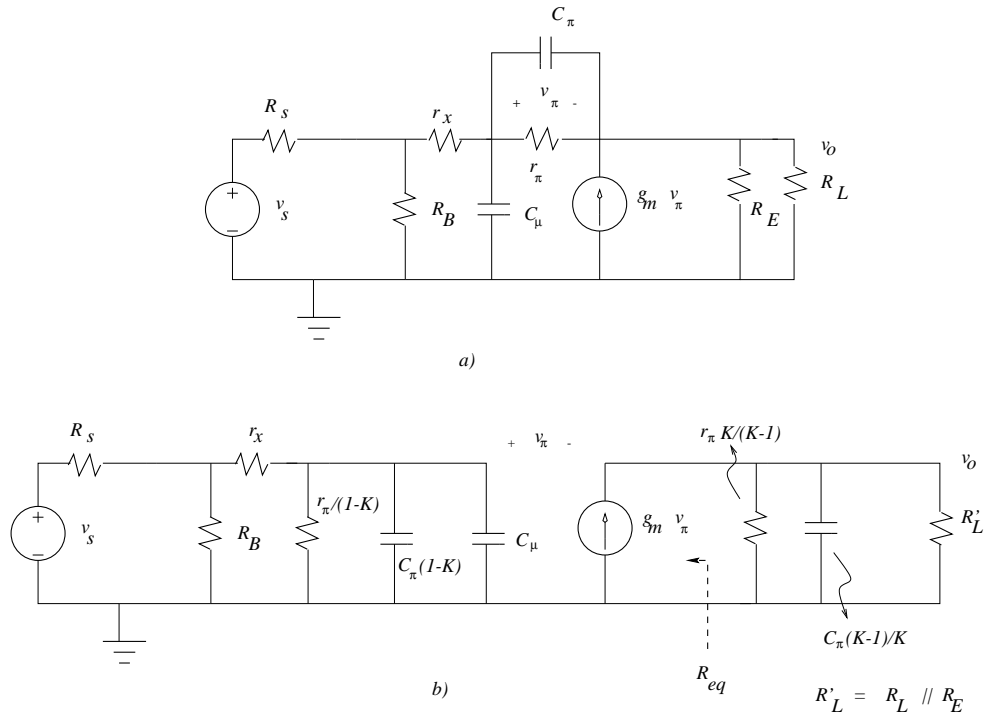 C π
+ v π -
R s
r x
r π
v o
v s
R B
C μ
g m v π
R E
R L
a)
R s
r x
+ v π -
r π K/(K-1)
v o
v s
R B
r π /(1-K)
C π (1-K)
C μ
g m v π
R' L
R eq
C π (K-1)/K
b)
R' L = R L // R E